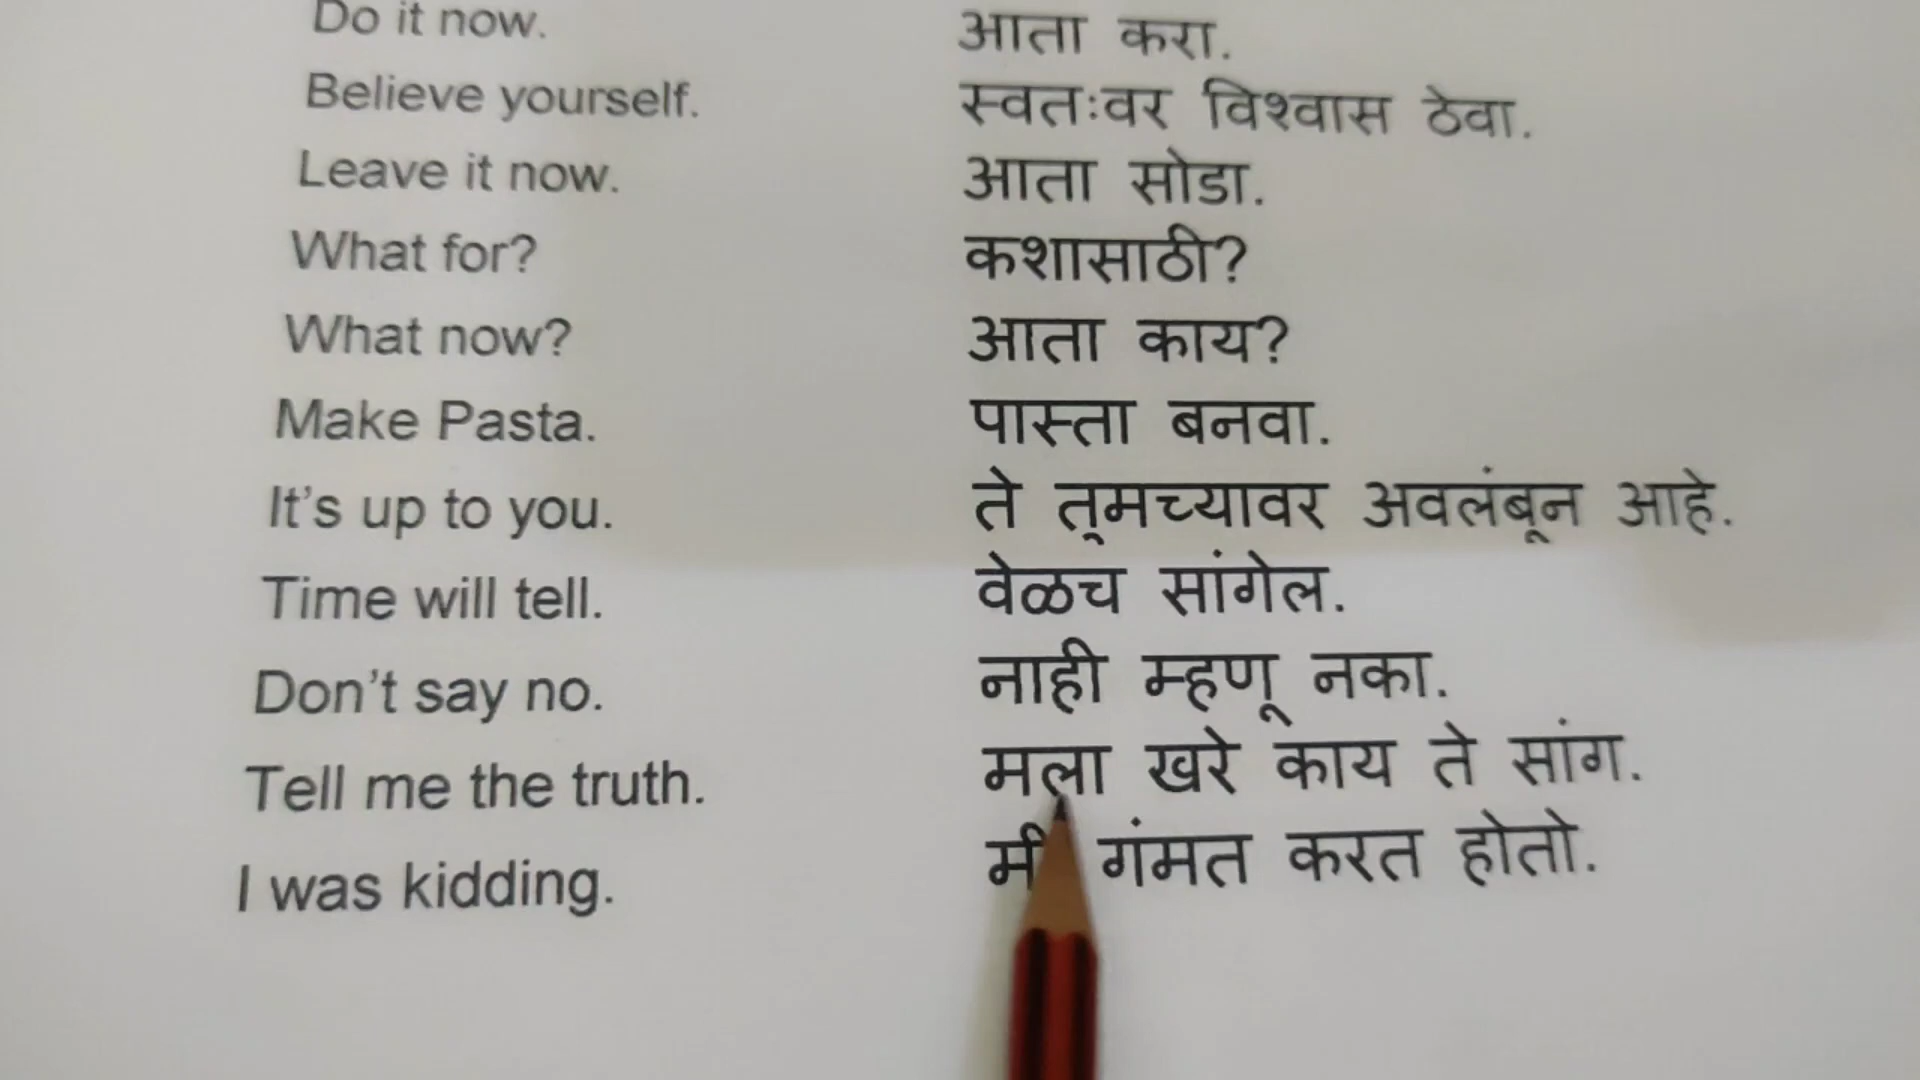 Do it now. आता करा.
Believe yourself. स्वतःवर विश्वास ठेवा.
Leave it now. आता सोडा.
What for? कशासाठी?
What now? आता काय?
Make Pasta. पास्ता बनवा.
It's up to you. ते तुमच्यावर अवलंबून आहे.
Time will tell. वेळच सांगेल.
Don't say no. नाही म्हणू नका.
Tell me the truth. मला खरे काय ते सांग.
I was kidding. मी गंमत करत होतो.